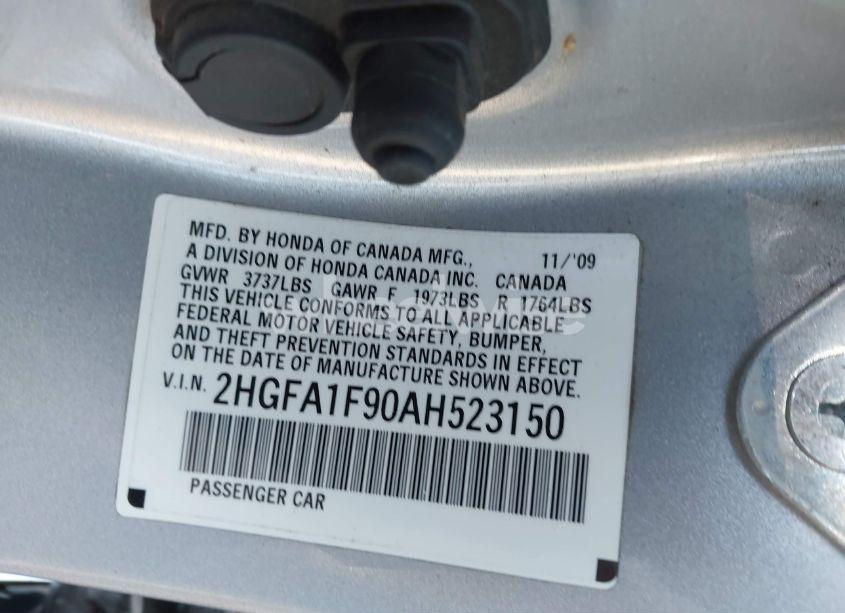 MFD. BY HONDA OF CANADA MFG., 11/'09
A DIVISION OF HONDA CANADA INC. CANADA
GVWR 3737LBS GAWR F 1973LBS R 1764LBS
THIS VEHICLE CONFORMS TO ALL APPLICABLE
FEDERAL MOTOR VEHICLE SAFETY, BUMPER,
AND THEFT PREVENTION STANDARDS IN EFFECT
ON THE DATE OF MANUFACTURE SHOWN ABOVE.
V.I.N. 2HGFA1F90AH523150
PASSENGER CAR